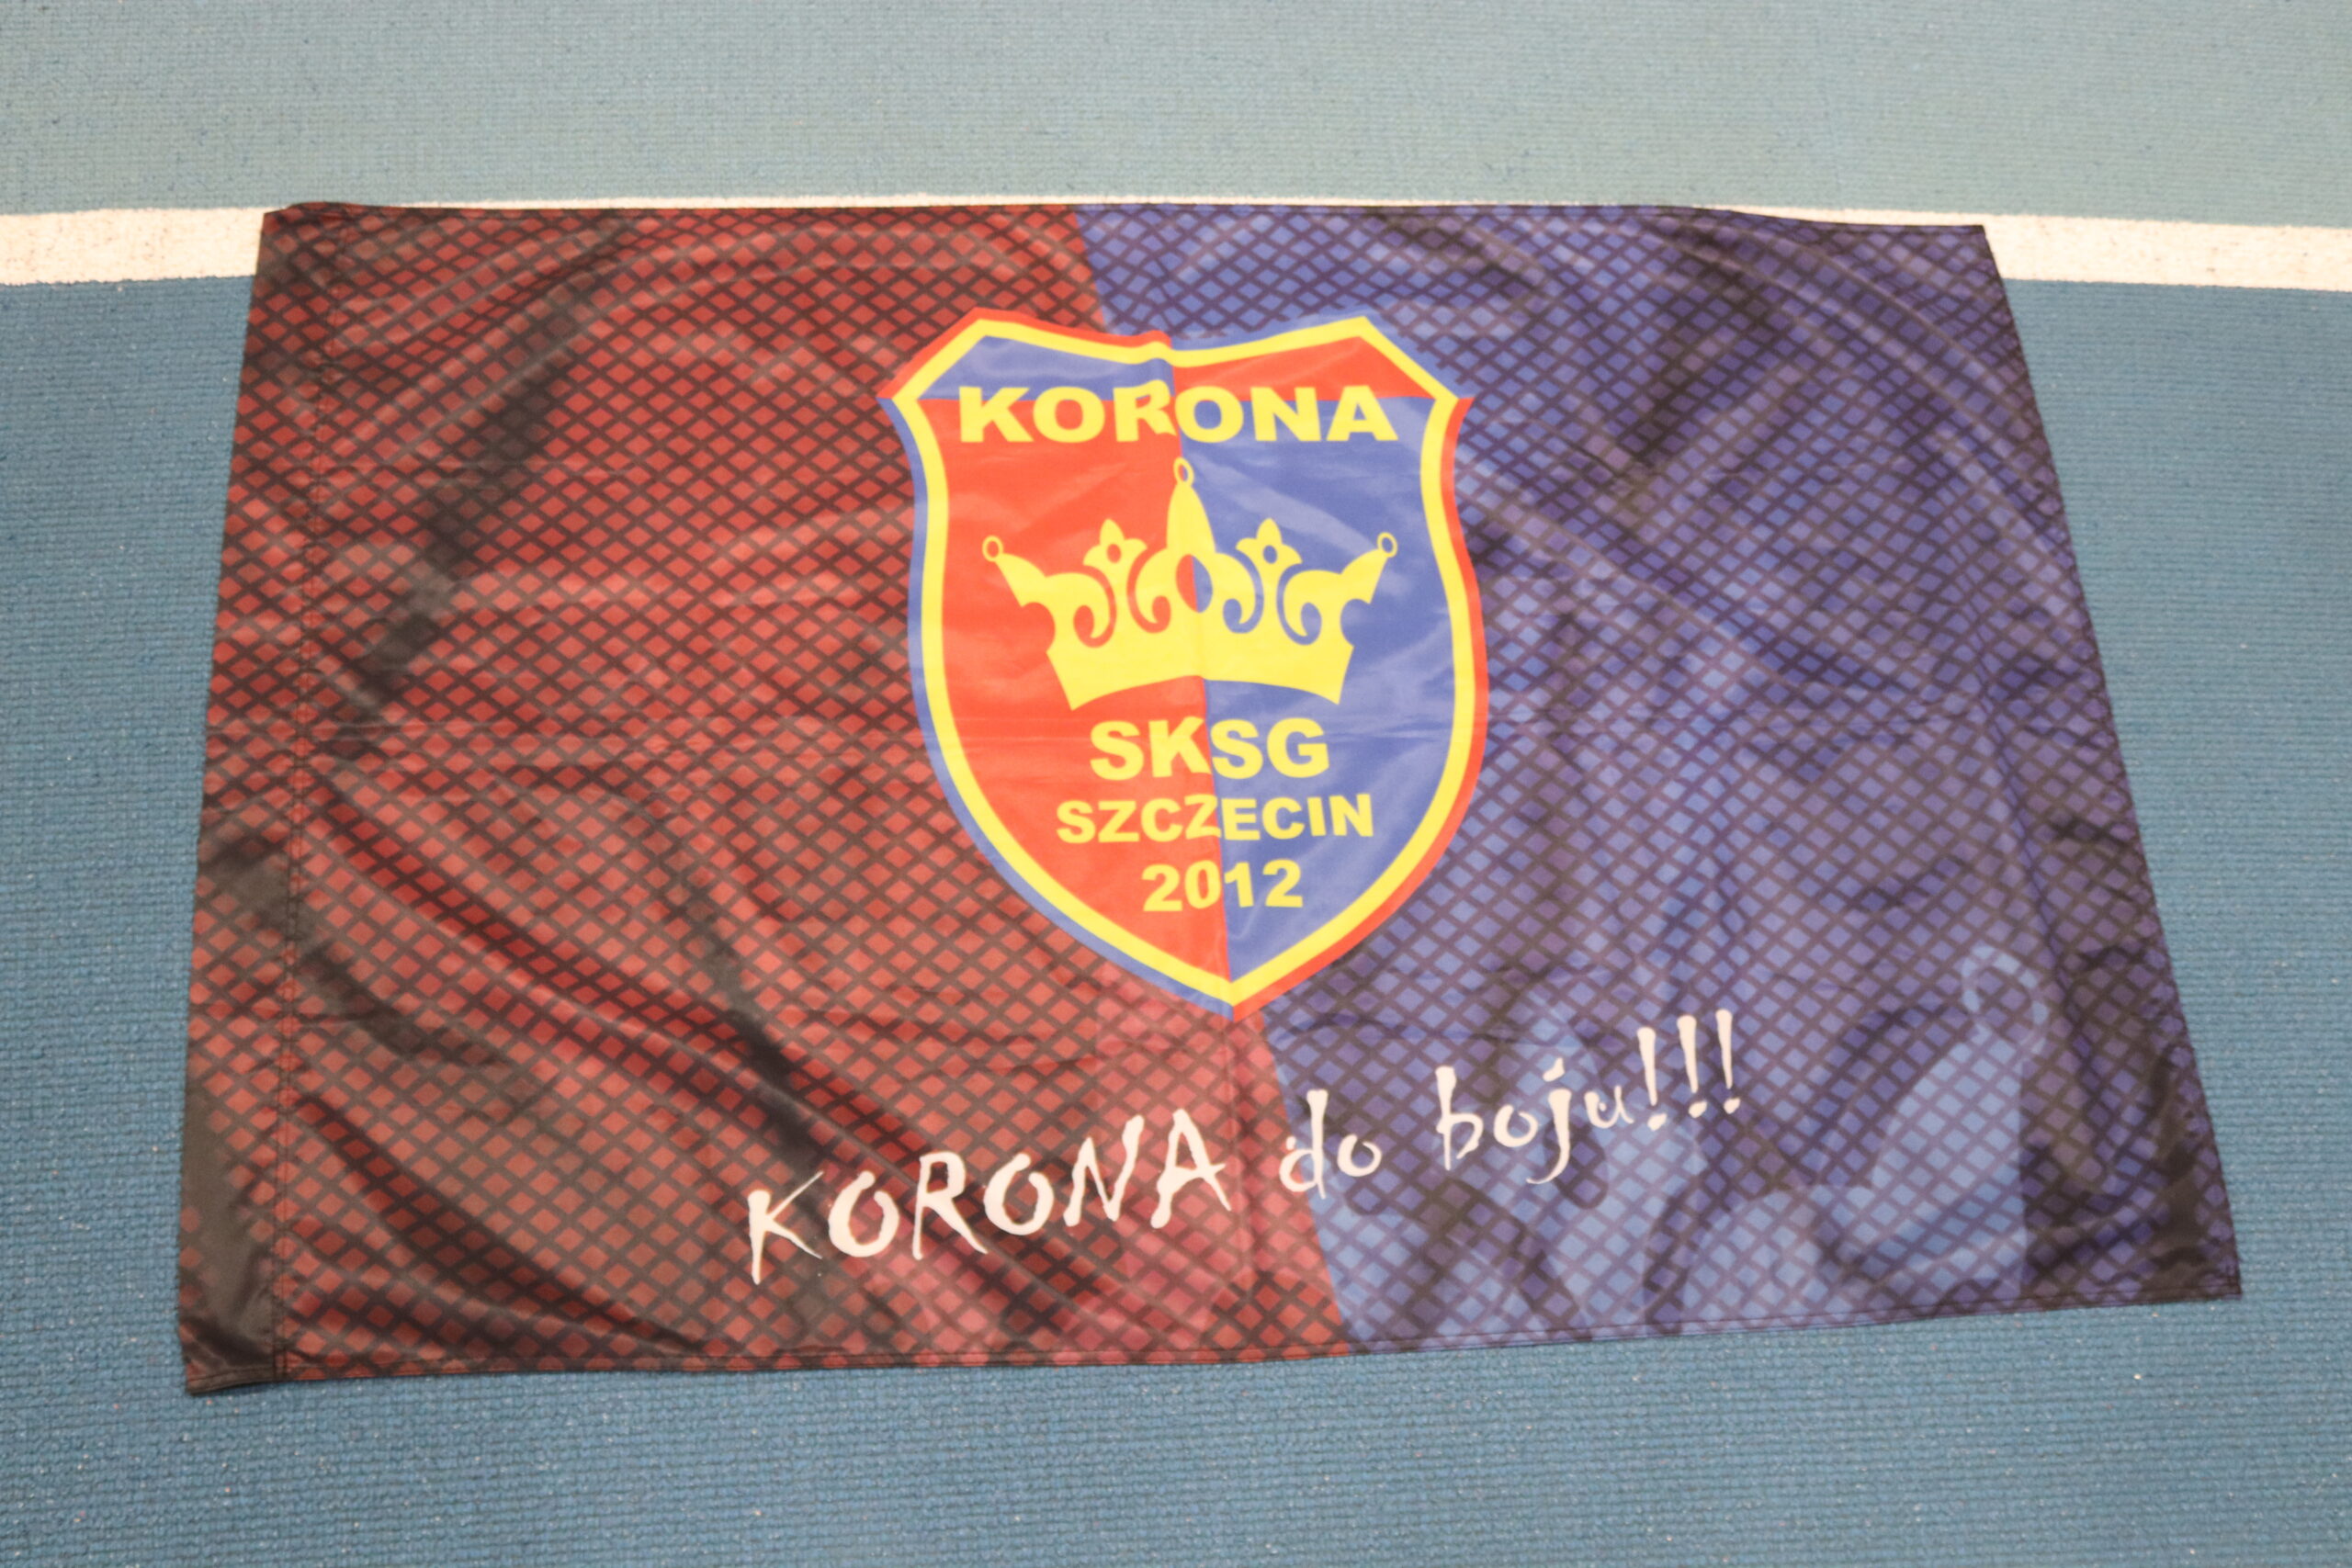 KORONA
SKSG
SZCZECIN
2012
KORONA do boju!!!